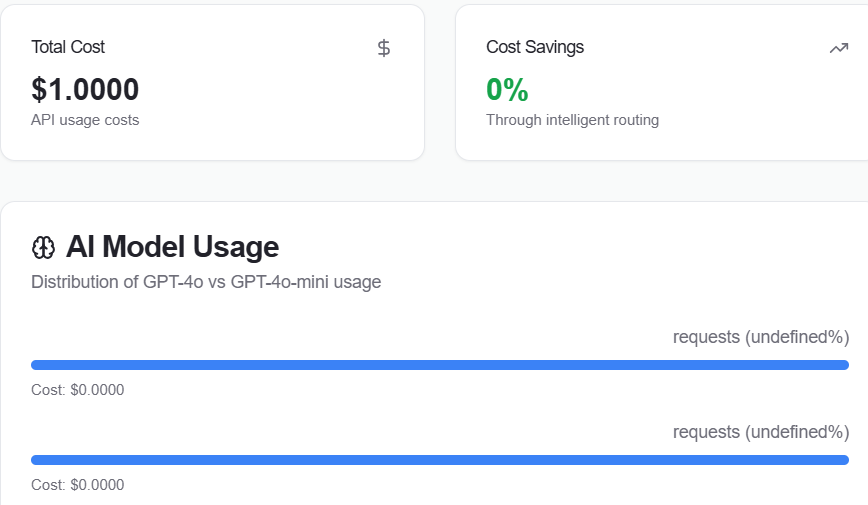 Total Cost
$1.0000
API usage costs
Cost Savings
0%
Through intelligent routing
AI Model Usage
Distribution of GPT-4o vs GPT-4o-mini usage
requests (undefined%)
Cost: $0.0000
requests (undefined%)
Cost: $0.0000